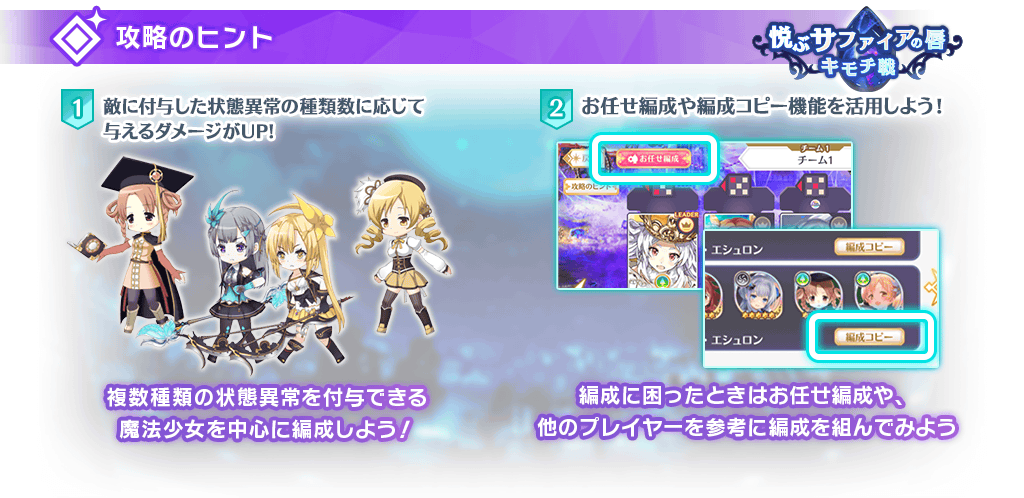 攻略のヒント
悦ぶサファイアの唇
キモチ戦
1 敵に付与した状態異常の種類数に応じて
与えるダメージがUP!
2 お任せ編成や編成コピー機能を活用しよう!
お任せ編成
チーム1
チーム1
攻略のヒント
LEADER
エシュロン
編成コピー
エシュロン
編成コピー
複数種類の状態異常を付与できる
魔法少女を中心に編成しよう!
編成に困ったときはお任せ編成や、
他のプレイヤーを参考に編成を組んでみよう